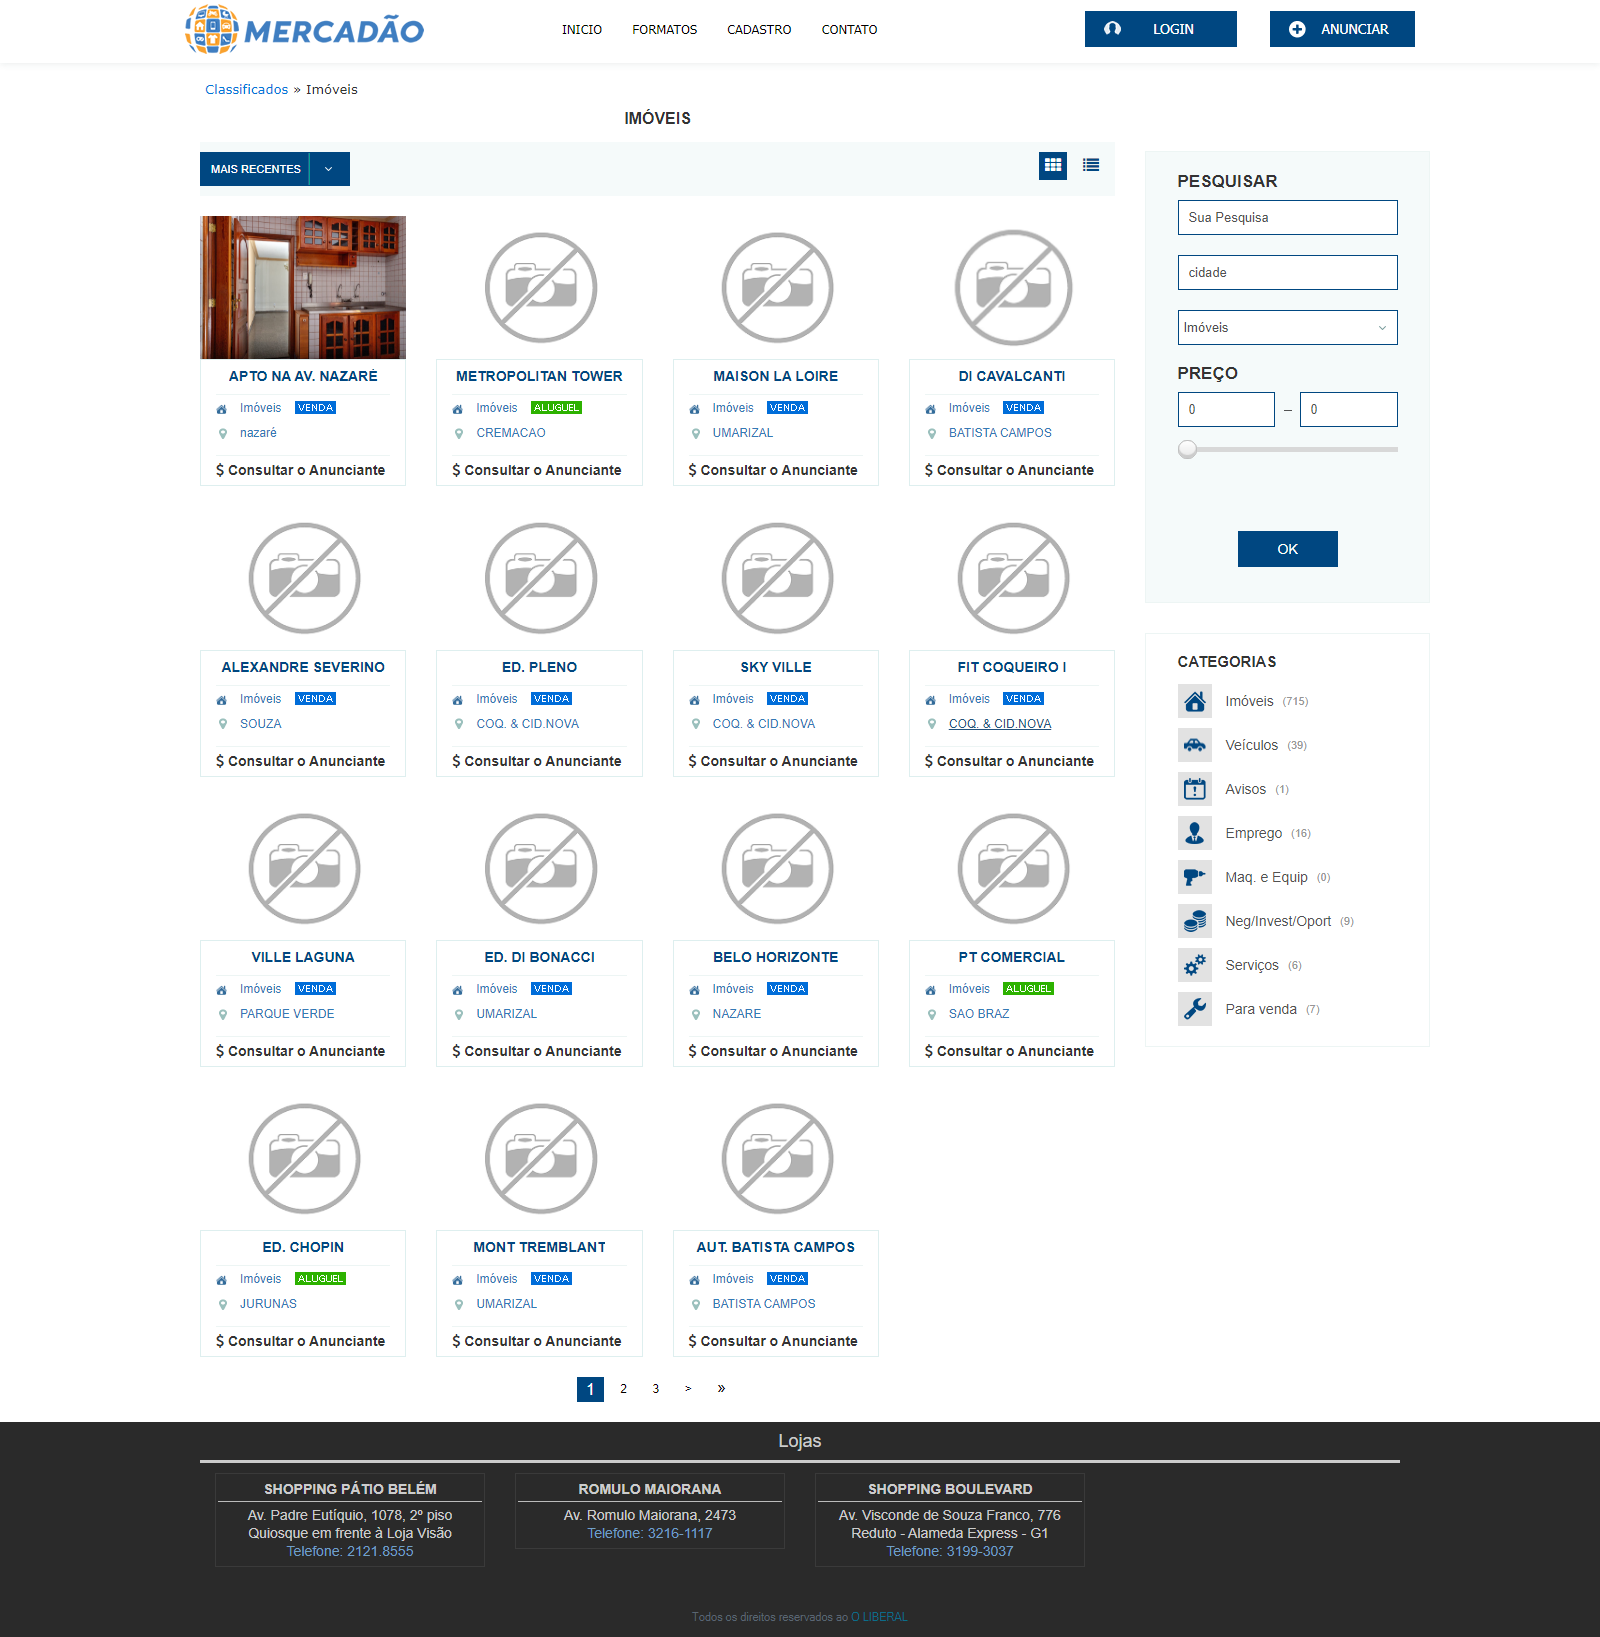 MERCADÃO
INICIO FORMATOS CADASTRO CONTATO
LOGIN ANUNCIAR
Classificados » Imóveis
IMÓVEIS
MAIS RECENTES
APTO NA AV. NAZARÉ
Imóveis VENDA
nazaré
$ Consultar o Anunciante
METROPOLITAN TOWER
Imóveis ALUGUEL
CREMACAO
$ Consultar o Anunciante
MAISON LA LOIRE
Imóveis VENDA
UMARIZAL
$ Consultar o Anunciante
DI CAVALCANTI
Imóveis VENDA
BATISTA CAMPOS
$ Consultar o Anunciante
ALEXANDRE SEVERINO
Imóveis VENDA
SOUZA
$ Consultar o Anunciante
ED. PLENO
Imóveis VENDA
COQ. & CID.NOVA
$ Consultar o Anunciante
SKY VILLE
Imóveis VENDA
COQ. & CID.NOVA
$ Consultar o Anunciante
FIT COQUEIRO I
Imóveis VENDA
COQ. & CID.NOVA
$ Consultar o Anunciante
VILLE LAGUNA
Imóveis VENDA
PARQUE VERDE
$ Consultar o Anunciante
ED. DI BONACCI
Imóveis VENDA
UMARIZAL
$ Consultar o Anunciante
BELO HORIZONTE
Imóveis VENDA
NAZARE
$ Consultar o Anunciante
PT COMERCIAL
Imóveis ALUGUEL
SAO BRAZ
$ Consultar o Anunciante
ED. CHOPIN
Imóveis ALUGUEL
JURUNAS
$ Consultar o Anunciante
MONT TREMBLANT
Imóveis VENDA
UMARIZAL
$ Consultar o Anunciante
AUT. BATISTA CAMPOS
Imóveis VENDA
BATISTA CAMPOS
$ Consultar o Anunciante
1 2 3 > »
PESQUISAR
Sua Pesquisa
cidade
Imóveis
PREÇO
0 – 0
OK
CATEGORIAS
Imóveis (715)
Veículos (39)
Avisos (1)
Emprego (16)
Maq. e Equip (0)
Neg/Invest/Oport (9)
Serviços (6)
Para venda (7)
Lojas
SHOPPING PÁTIO BELÉM
Av. Padre Eutíquio, 1078, 2º piso
Quiosque em frente à Loja Visão
Telefone: 2121.8555
ROMULO MAIORANA
Av. Romulo Maiorana, 2473
Telefone: 3216-1117
SHOPPING BOULEVARD
Av. Visconde de Souza Franco, 776
Reduto - Alameda Express - G1
Telefone: 3199-3037
Todos os direitos reservados ao O LIBERAL